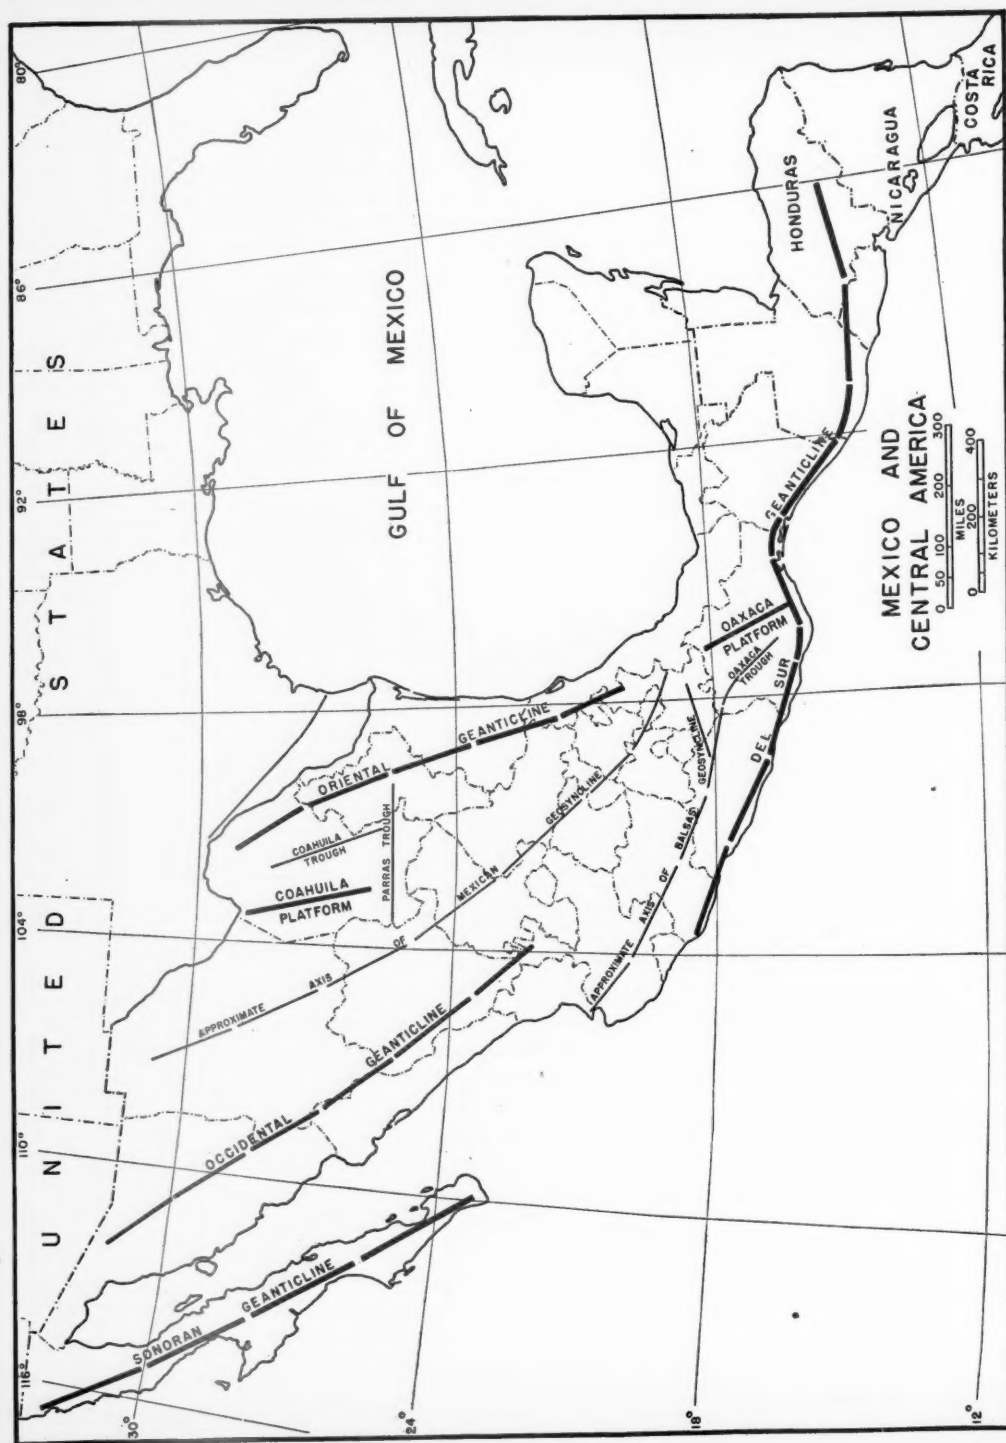 80°
86°
92°
98°
104°
110°
116°
UNITED STATES
GULF OF MEXICO
SONORAN GEANTICLINE
OCCIDENTAL GEANTICLINE
APPROXIMATE AXIS OF MEXICAN GEOSYNCLINE
COAHUILA
PLATFORM
COAHUILA
TROUGH
PARRAS TROUGH
ORIENTAL GEANTICLINE
APPROXIMATE AXIS OF BALSAS GEOSYNCLINE
OAXACA
PLATFORM
OAXACA
TROUGH
DEL SUR GEANTICLINE
HONDURAS
NICARAGUA
COSTA
RICA
MEXICO AND
CENTRAL AMERICA
0 50 100 200 300
MILES
0 200 400
KILOMETERS
30°
24°
18°
12°